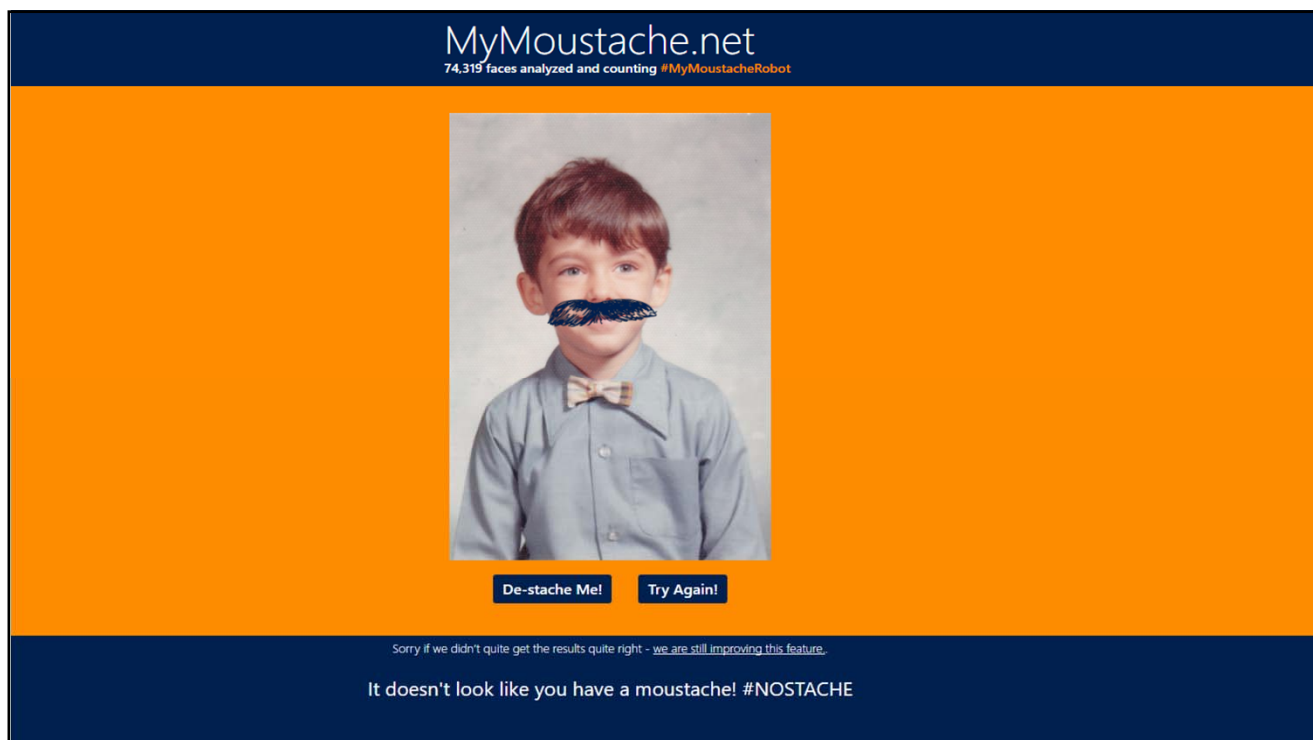 MyMoustache.net
74,319 faces analyzed and counting #MyMoustacheRobot
De-stache Me!
Try Again!
Sorry if we didn't quite get the results quite right - we are still improving this feature..
It doesn't look like you have a moustache! #NOSTACHE